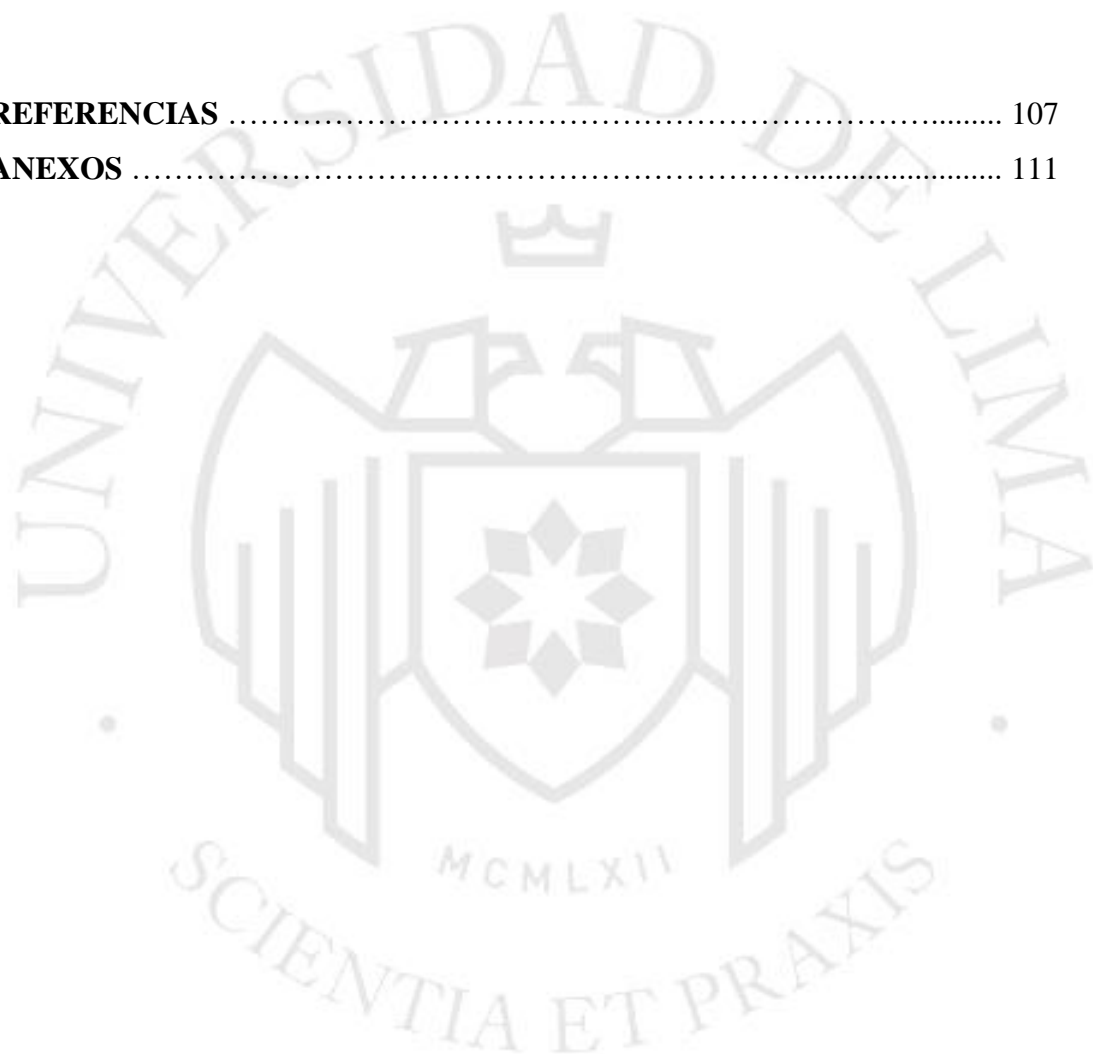 REFERENCIAS ……………………………………………………………......... 107
ANEXOS …………………………………………………………........................ 111
UNIVERSIDAD DE LIMA
MCMLXII
SCIENTIA ET PRAXIS